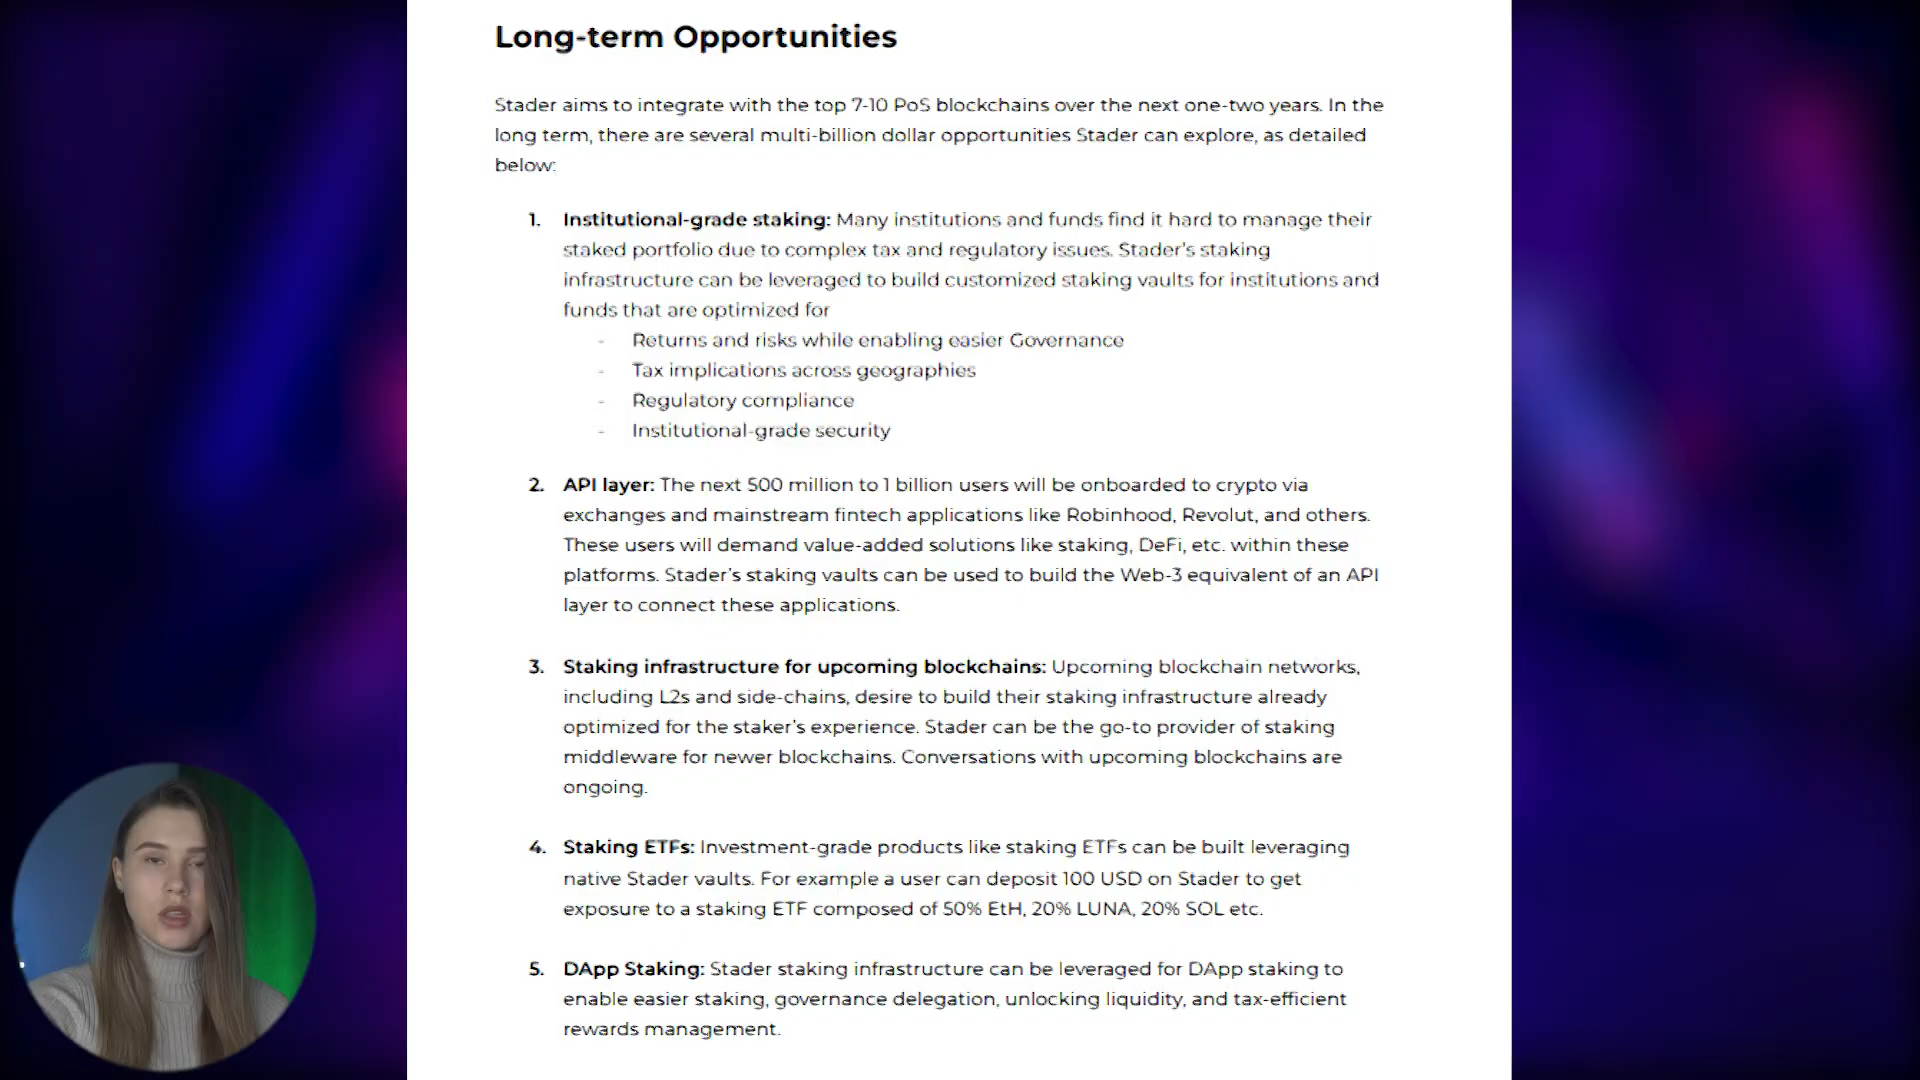 Long-term Opportunities
Stader aims to integrate with the top 7-10 PoS blockchains over the next one-two years. In the
long term, there are several multi-billion dollar opportunities Stader can explore, as detailed
below:
1. Institutional-grade staking: Many institutions and funds find it hard to manage their
staked portfolio due to complex tax and regulatory issues. Stader's staking
infrastructure can be leveraged to build customized staking vaults for institutions and
funds that are optimized for
- Returns and risks while enabling easier Governance
- Tax implications across geographies
- Regulatory compliance
- Institutional-grade security
2. API layer: The next 500 million to 1 billion users will be onboarded to crypto via
exchanges and mainstream fintech applications like Robinhood, Revolut, and others.
These users will demand value-added solutions like staking, DeFi, etc. within these
platforms. Stader's staking vaults can be used to build the Web-3 equivalent of an API
layer to connect these applications.
3. Staking infrastructure for upcoming blockchains: Upcoming blockchain networks,
including L2s and side-chains, desire to build their staking infrastructure already
optimized for the staker's experience. Stader can be the go-to provider of staking
middleware for newer blockchains. Conversations with upcoming blockchains are
ongoing.
4. Staking ETFs: Investment-grade products like staking ETFs can be built leveraging
native Stader vaults. For example a user can deposit 100 USD on Stader to get
exposure to a staking ETF composed of 50% EtH, 20% LUNA, 20% SOL etc.
5. DApp Staking: Stader staking infrastructure can be leveraged for DApp staking to
enable easier staking, governance delegation, unlocking liquidity, and tax-efficient
rewards management.